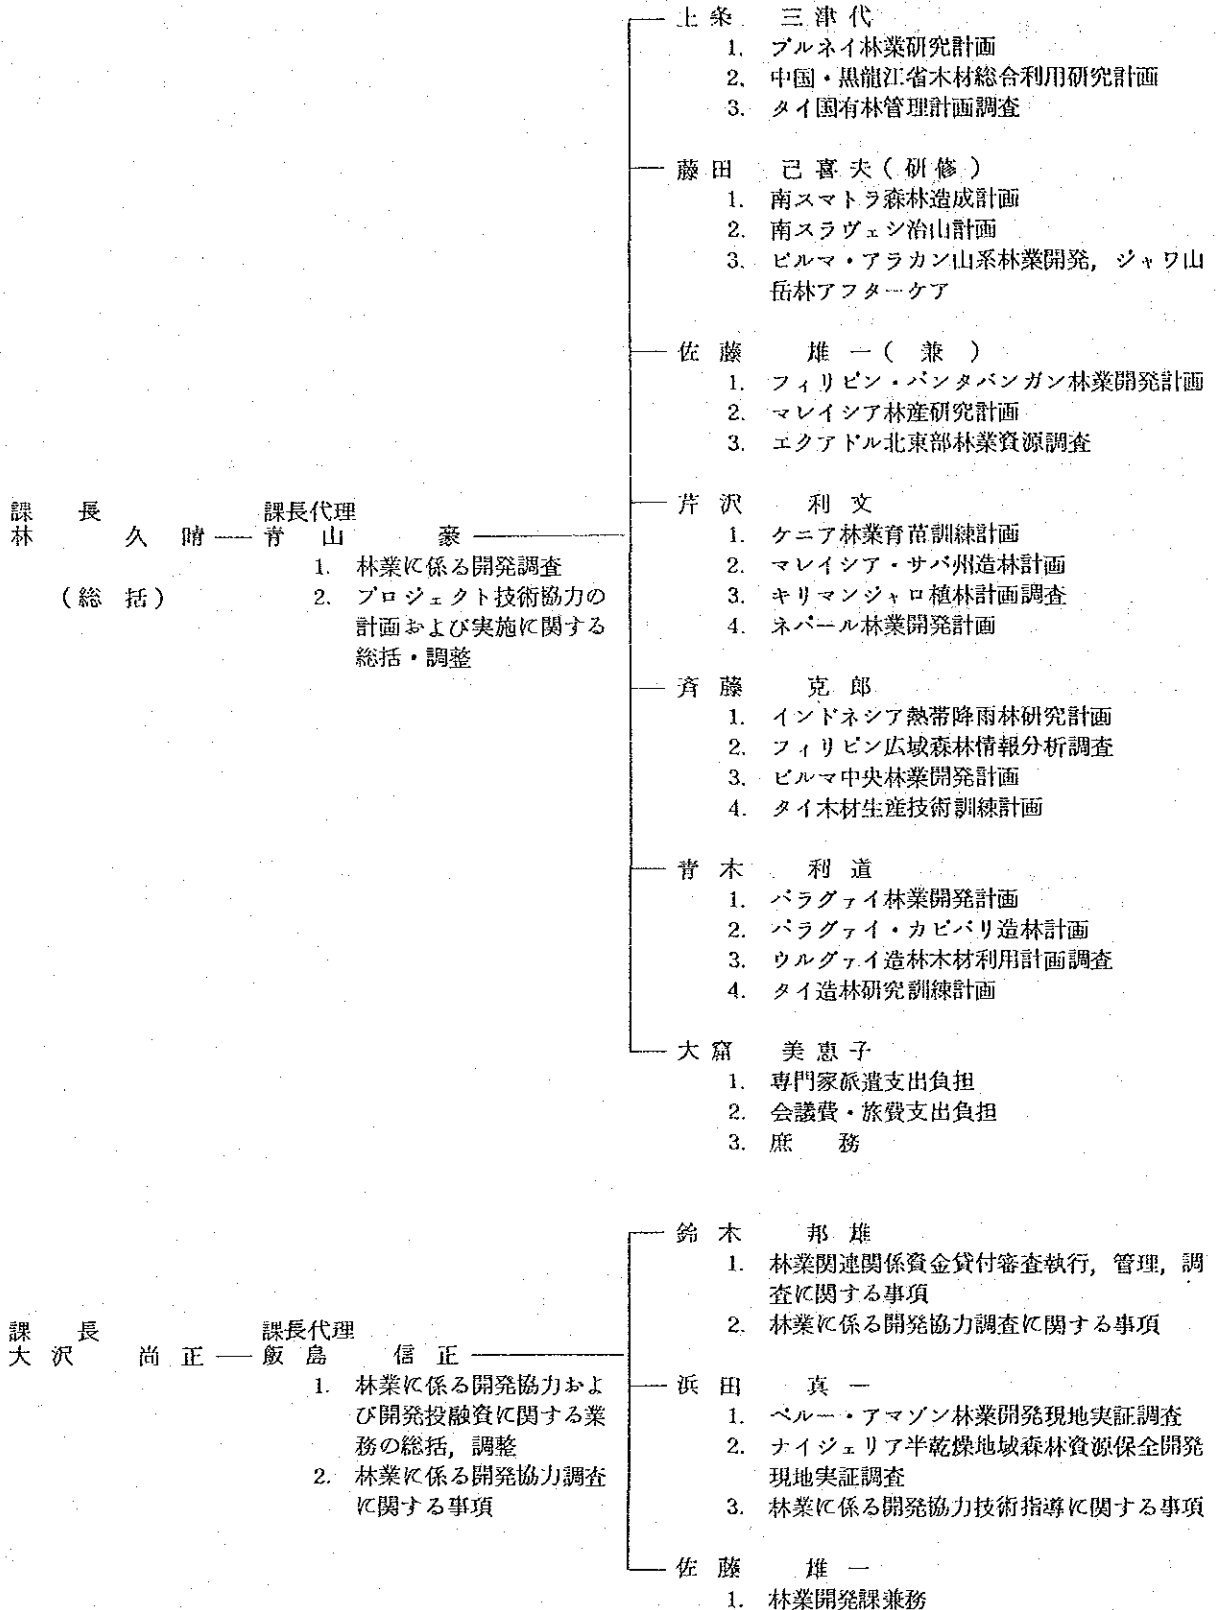 上条 三津代
1. ブルネイ林業研究計画
2. 中国・黒龍江省木材総合利用研究計画
3. タイ国有林管理計画調査
藤田 己喜夫(研修)
1. 南スマトラ森林造成計画
2. 南スラヴェシ治山計画
3. ビルマ・アラカン山系林業開発, ジャワ山
岳林アフターケア
佐藤 雄一(兼)
1. フィリピン・パンタバンガン林業開発計画
2. マレイシア林産研究計画
3. エクアドル北東部林業資源調査
課長
林 久晴
(総括)
課長代理
青山 豪
1. 林業に係る開発調査
2. プロジェクト技術協力の
計画および実施に関する
総括・調整
芹沢 利文
1. ケニア林業育苗訓練計画
2. マレイシア・サバ州造林計画
3. キリマンジャロ植林計画調査
4. ネパール林業開発計画
斉藤 克郎
1. インドネシア熱帯降雨林研究計画
2. フィリピン広域森林情報分析調査
3. ビルマ中央林業開発計画
4. タイ木材生産技術訓練計画
青木 利道
1. パラグァイ林業開発計画
2. パラグァイ・カピバリ造林計画
3. ウルグァイ造林木材利用計画調査
4. タイ造林研究訓練計画
大窟 美恵子
1. 専門家派遣支出負担
2. 会議費・旅費支出負担
3. 庶務
課長
大沢 尚正
課長代理
飯島 信正
1. 林業に係る開発協力およ
び開発投融資に関する業
務の総括, 調整
2. 林業に係る開発協力調査
に関する事項
鈴木 邦雄
1. 林業関連関係資金貸付審査執行, 管理, 調
査に関する事項
2. 林業に係る開発協力調査に関する事項
浜田 真一
1. ペルー・アマゾン林業開発現地実証調査
2. ナイジェリア半乾燥地域森林資源保全開発
現地実証調査
3. 林業に係る開発協力技術指導に関する事項
佐藤 雄一
1. 林業開発課兼務